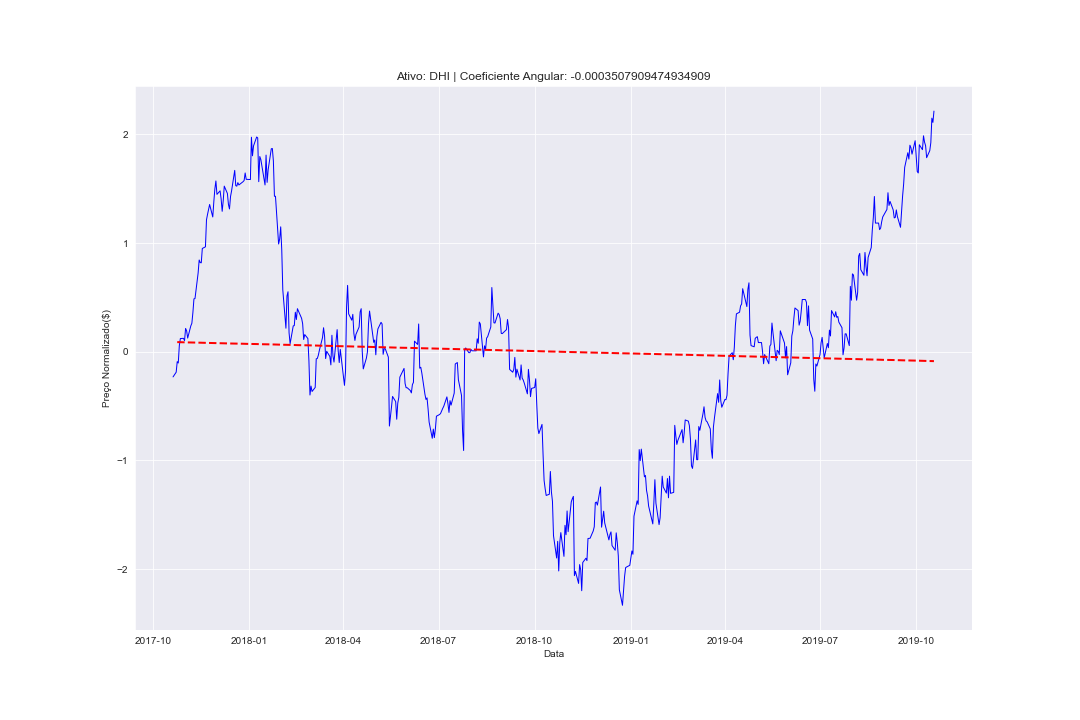 Ativo: DHI | Coeficiente Angular: -0.0003507909474934909
Preço Normalizado($)
2
1
0
−1
−2
2017-10 2018-01 2018-04 2018-07 2018-10 2019-01 2019-04 2019-07 2019-10
Data